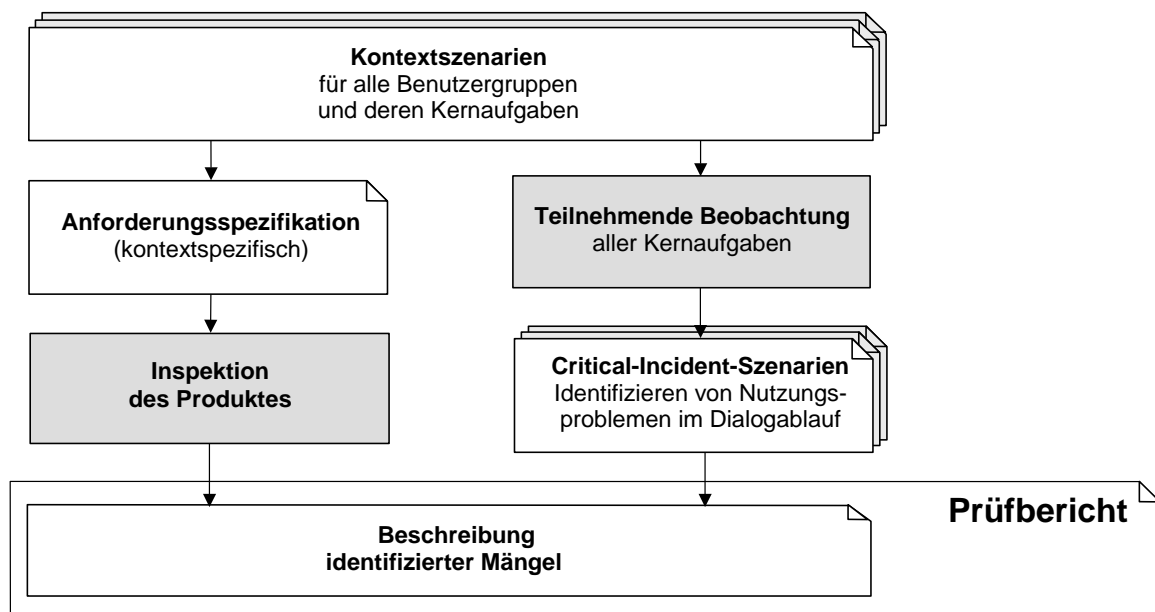 Kontextszenarien
für alle Benutzergruppen
und deren Kernaufgaben
Anforderungsspezifikation
(kontextspezifisch)
Teilnehmende Beobachtung
aller Kernaufgaben
Inspektion
des Produktes
Critical-Incident-Szenarien
Identifizieren von Nutzungs-
problemen im Dialogablauf
Prüfbericht
Beschreibung
identifizierter Mängel